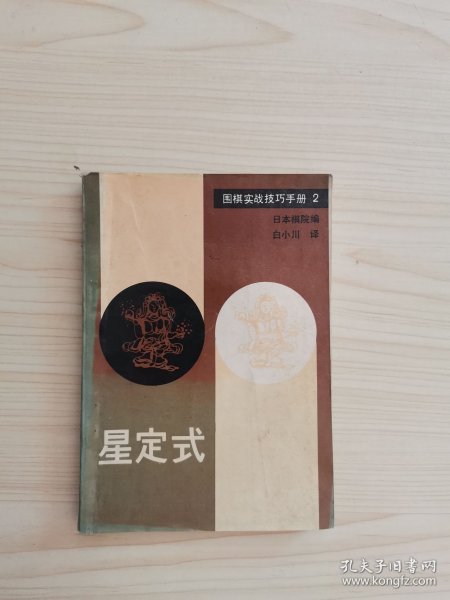 围棋实战技巧手册 2
日本棋院编
白小川 译
星定式
孔夫子旧书网
www.kongfz.com